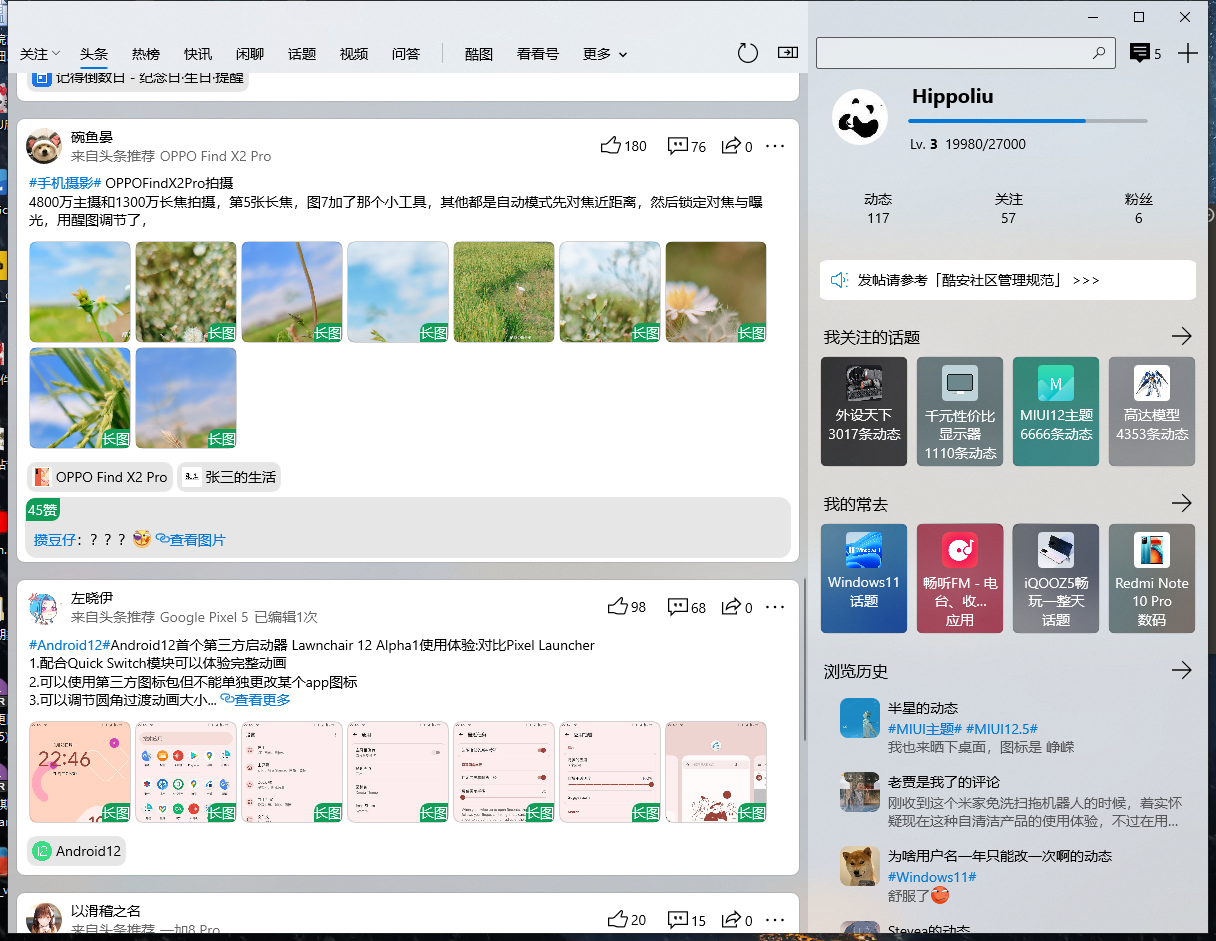 关注
头条
热榜
快讯
闲聊
话题
视频
问答
酷图
看看号
更多
5
记得倒数日 - 纪念日·生日·提醒
碗鱼晏
来自头条推荐 OPPO Find X2 Pro
180
76
0
#手机摄影# OPPOFindX2Pro拍摄
4800万主摄和1300万长焦拍摄，第5张长焦，图7加了那个小工具，其他都是自动模式先对焦近距离，然后锁定对焦与曝
光，用醒图调节了，
长图
长图
长图
长图
长图
长图
长图
OPPO Find X2 Pro
张三的生活
45赞
攒豆仔：？？？
查看图片
左晓伊
来自头条推荐 Google Pixel 5 已编辑1次
98
68
0
#Android12#Android12首个第三方启动器 Lawnchair 12 Alpha1使用体验:对比Pixel Launcher
1.配合Quick Switch模块可以体验完整动画
2.可以使用第三方图标包但不能单独更改某个app图标
3.可以调节圆角过渡动画大小... 查看更多
22:46
长图
长图
长图
长图
长图
长图
长图
Android12
以滑稽之名
来自头条推荐 一加8 Pro
20
15
0
Hippoliu
Lv. 3 19980/27000
动态
117
关注
57
粉丝
6
发帖请参考「酷安社区管理规范」 >>>
我关注的话题
外设天下
3017条动态
千元性价比
显示器
1110条动态
MIUI12主题
6666条动态
高达模型
4353条动态
我的常去
Windows11
话题
畅听FM - 电
台、收...
应用
iQOOZ5畅
玩一整天
话题
Redmi Note
10 Pro
数码
浏览历史
半星的动态
#MIUI主题# #MIUI12.5#
我也来晒下桌面，图标是 峥嵘
老贾是我了的评论
刚收到这个米家免洗扫拖机器人的时候，着实怀
疑现在这种自清洁产品的使用体验，不过在用...
为啥用户名一年只能改一次啊的动态
#Windows11#
舒服了
Stevea的动态